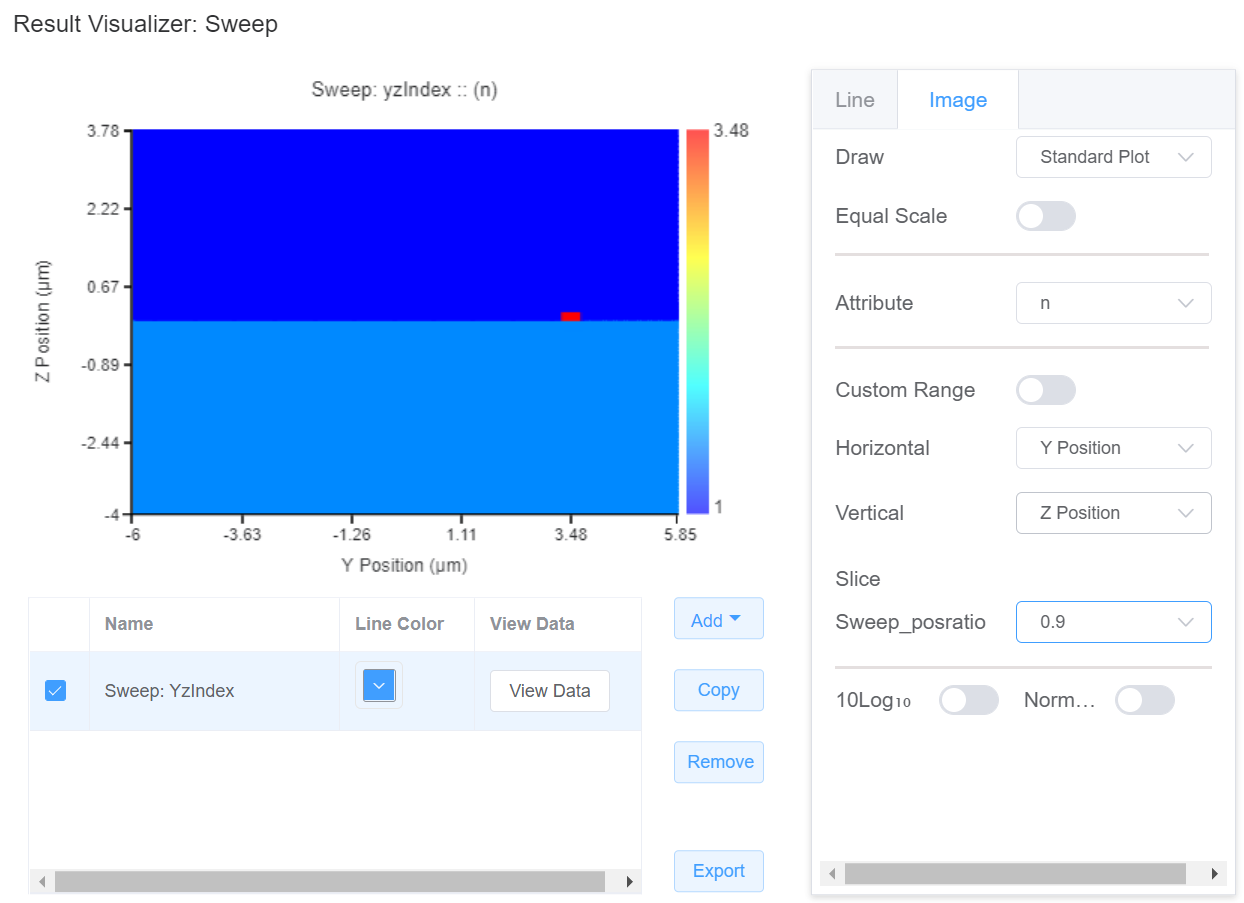 Result Visualizer: Sweep
Sweep: yzIndex :: (n)
3.78
2.22
0.67
-0.89
-2.44
-4
Z Position (μm)
-6 -3.63 -1.26 1.11 3.48 5.85
Y Position (μm)
3.48
1
Name Line Color View Data
Sweep: YzIndex View Data
Add
Copy
Remove
Export
Line Image
Draw Standard Plot
Equal Scale
Attribute n
Custom Range
Horizontal Y Position
Vertical Z Position
Slice
Sweep_posratio 0.9
10Log₁₀ Norm…